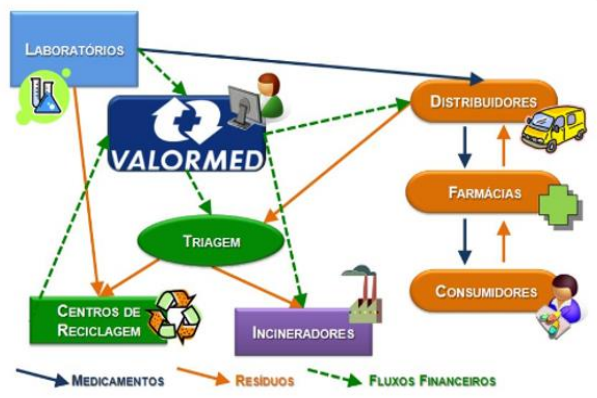 LABORATÓRIOS
VALORMED
DISTRIBUIDORES
FARMÁCIAS
TRIAGEM
CONSUMIDORES
CENTROS DE
RECICLAGEM
INCINERADORES
MEDICAMENTOS
RESÍDUOS
FLUXOS FINANCEIROS